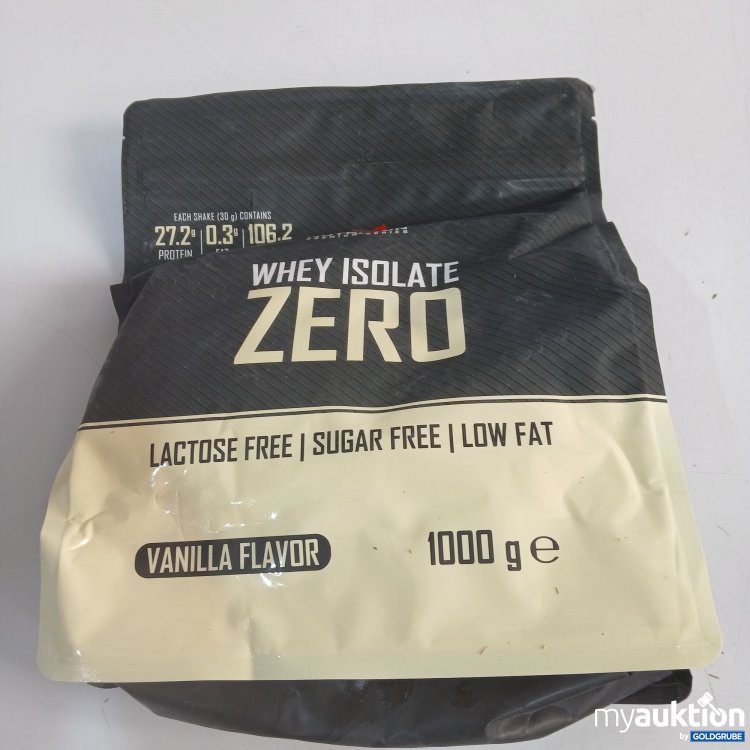 EACH SHAKE (30 g) CONTAINS
27.2g | 0.3g | 106.2
PROTEIN
WHEY ISOLATE
ZERO
LACTOSE FREE | SUGAR FREE | LOW FAT
VANILLA FLAVOR
1000 g ℮
myauktion
by GOLDGRUBE